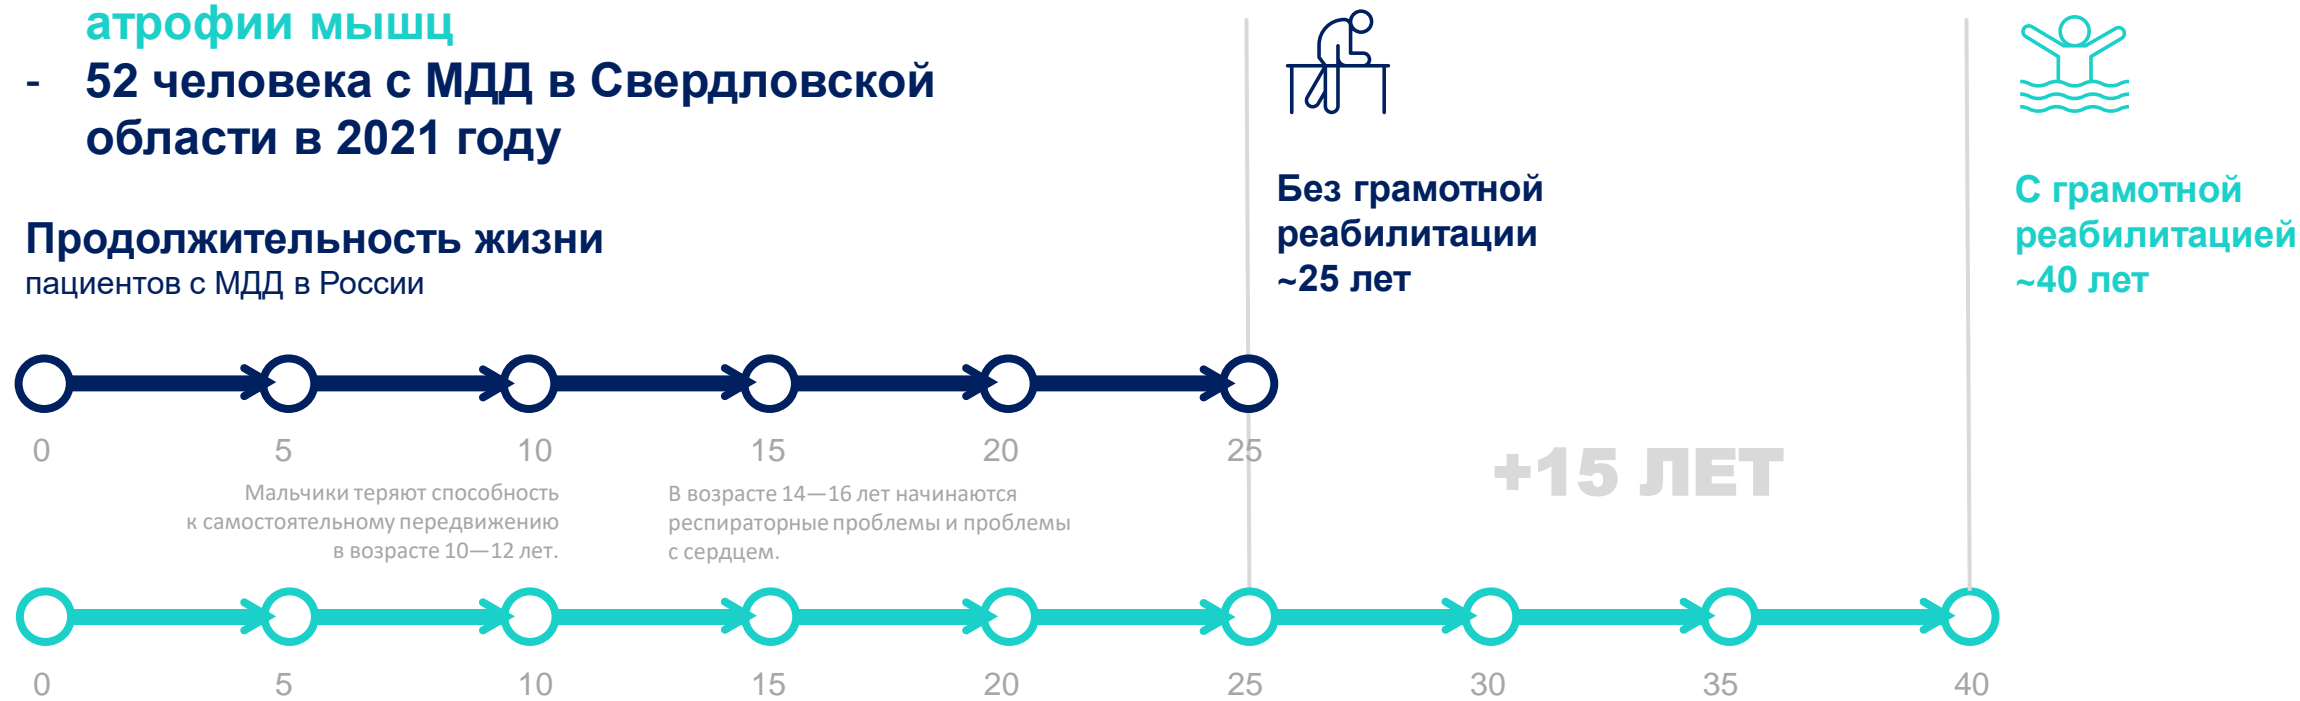 атрофии мышц
- 52 человека с МДД в Свердловской
области в 2021 году
Продолжительность жизни
пациентов с МДД в России
Без грамотной
реабилитации
~25 лет
С грамотной
реабилитацией
~40 лет
0 5 10 15 20 25
Мальчики теряют способность
к самостоятельному передвижению
в возрасте 10—12 лет.
В возрасте 14—16 лет начинаются
респираторные проблемы и проблемы
с сердцем.
+15 ЛЕТ
0 5 10 15 20 25 30 35 40